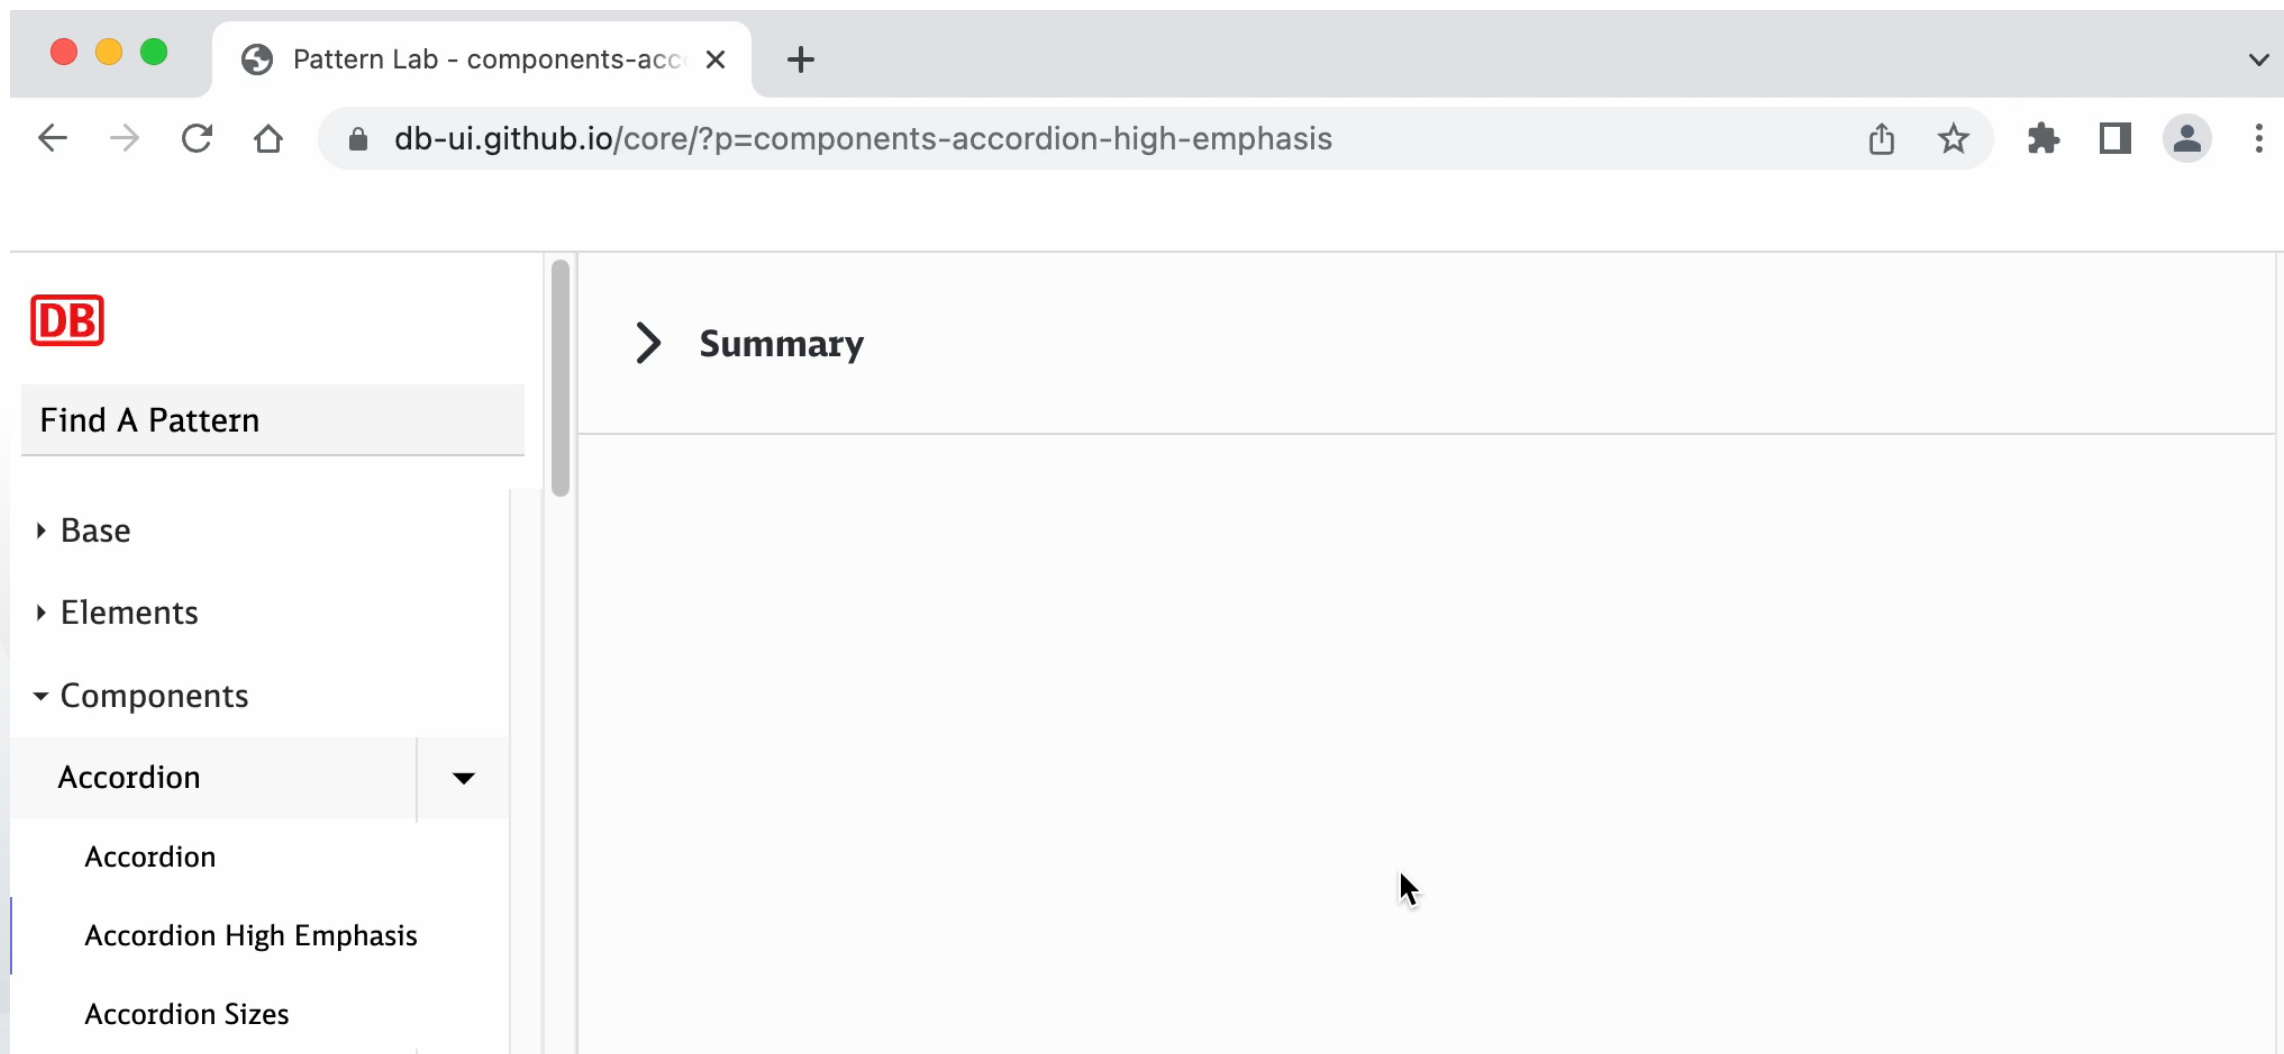 Pattern Lab - components-acc
db-ui.github.io/core/?p=components-accordion-high-emphasis
DB
Find A Pattern
Base
Elements
Components
Accordion
Accordion
Accordion High Emphasis
Accordion Sizes
Summary